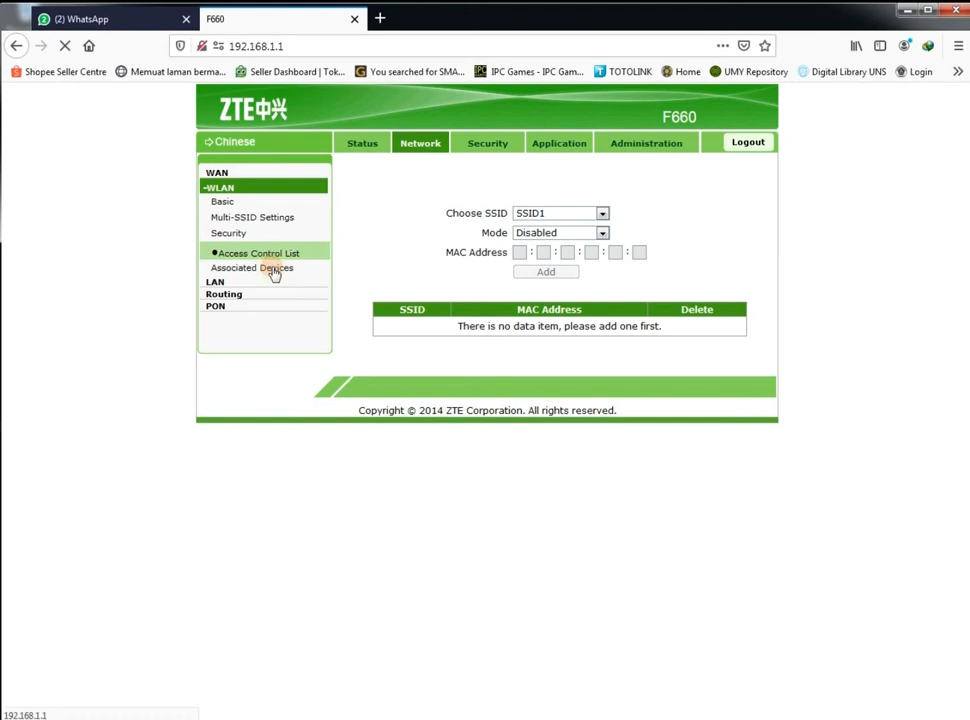 (2) WhatsApp
F660
192.168.1.1
Shopee Seller Centre
Memuat laman berma...
Seller Dashboard | Tok...
You searched for SMA...
IPC Games - IPC Gam...
TOTOLINK
Home
UMY Repository
Digital Library UNS
Login
ZTE中兴
F660
Chinese
Status
Network
Security
Application
Administration
Logout
WAN
-WLAN
Basic
Multi-SSID Settings
Security
Access Control List
Associated Devices
LAN
Routing
PON
Choose SSID SSID1
Mode Disabled
MAC Address : : : : :
Add
SSID MAC Address Delete
There is no data item, please add one first.
Copyright © 2014 ZTE Corporation. All rights reserved.
192.168.1.1